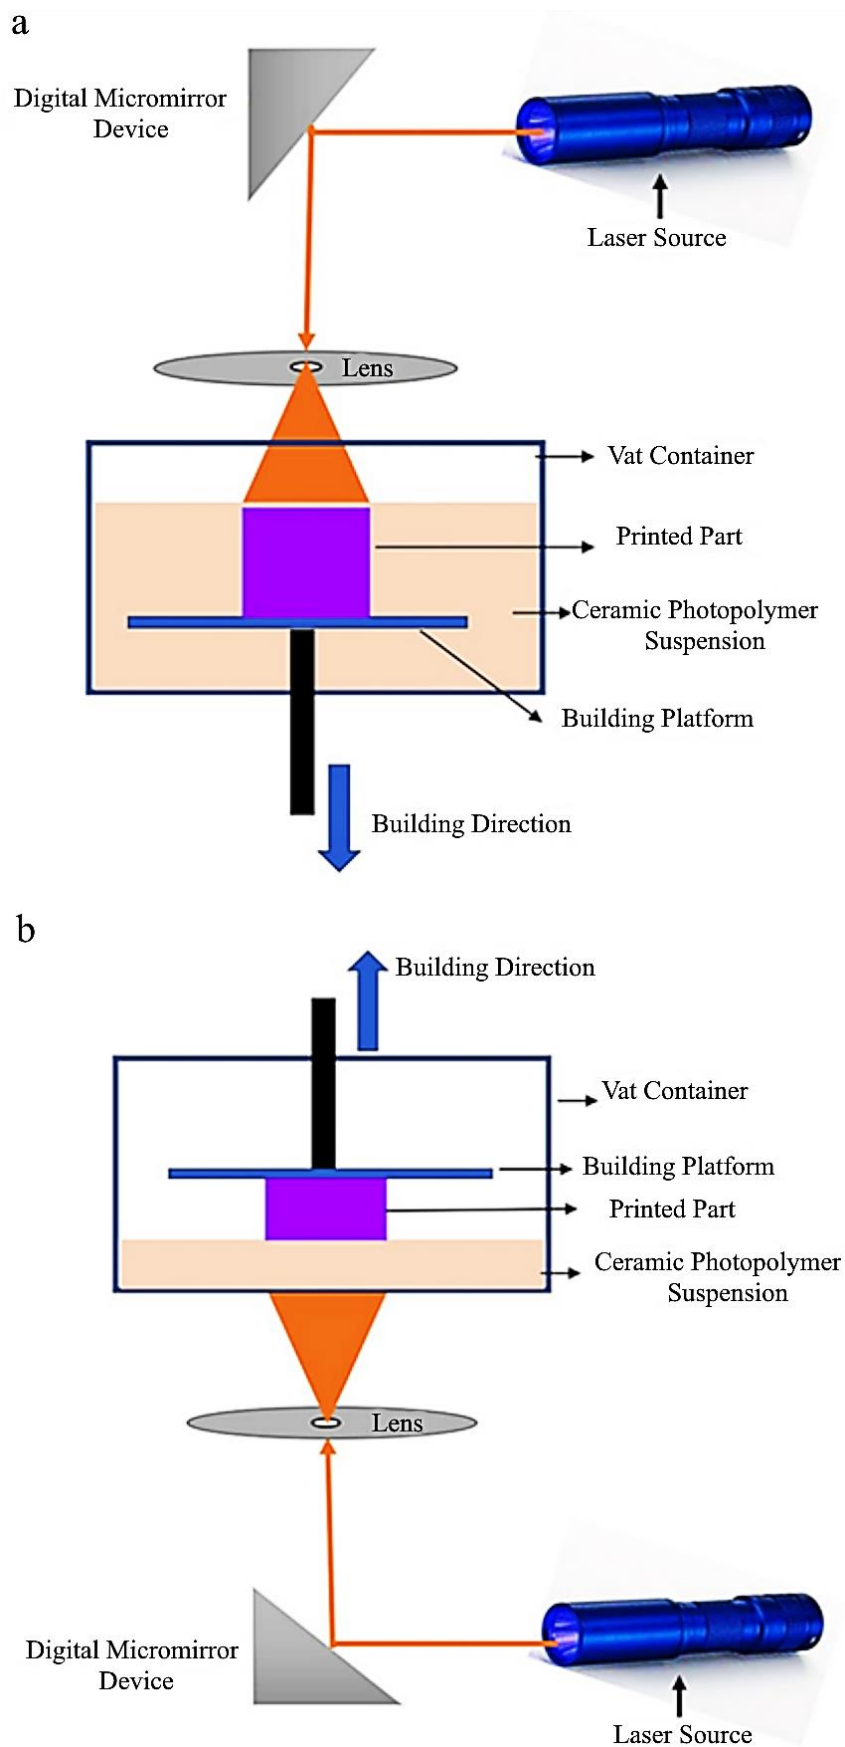 a
Digital Micromirror
Device
Laser Source
Lens
Vat Container
Printed Part
Ceramic Photopolymer
Suspension
Building Platform
Building Direction
b
Building Direction
Vat Container
Building Platform
Printed Part
Ceramic Photopolymer
Suspension
Lens
Digital Micromirror
Device
Laser Source